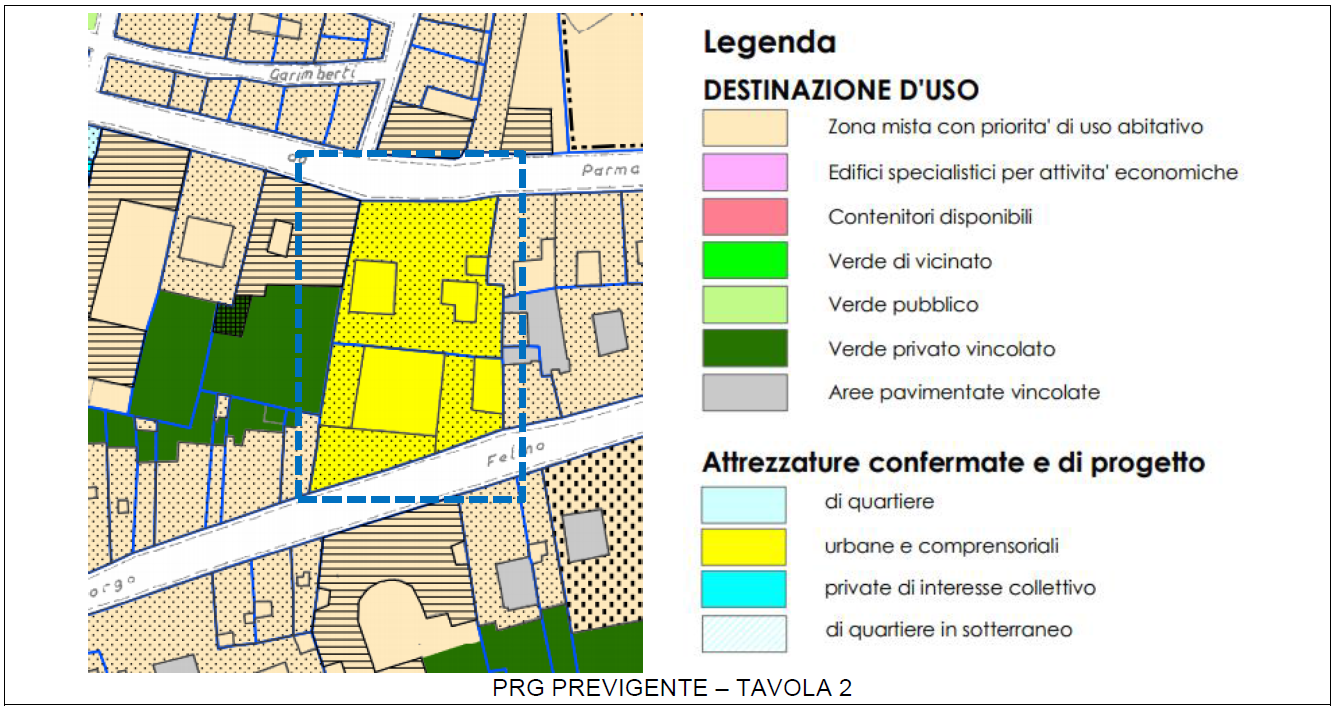 Garimberti
di
Parma
Felino
orgo
Legenda
DESTINAZIONE D'USO
Zona mista con priorita' di uso abitativo
Edifici specialistici per attivita' economiche
Contenitori disponibili
Verde di vicinato
Verde pubblico
Verde privato vincolato
Aree pavimentate vincolate
Attrezzature confermate e di progetto
di quartiere
urbane e comprensoriali
private di interesse collettivo
di quartiere in sotterraneo
PRG PREVIGENTE – TAVOLA 2